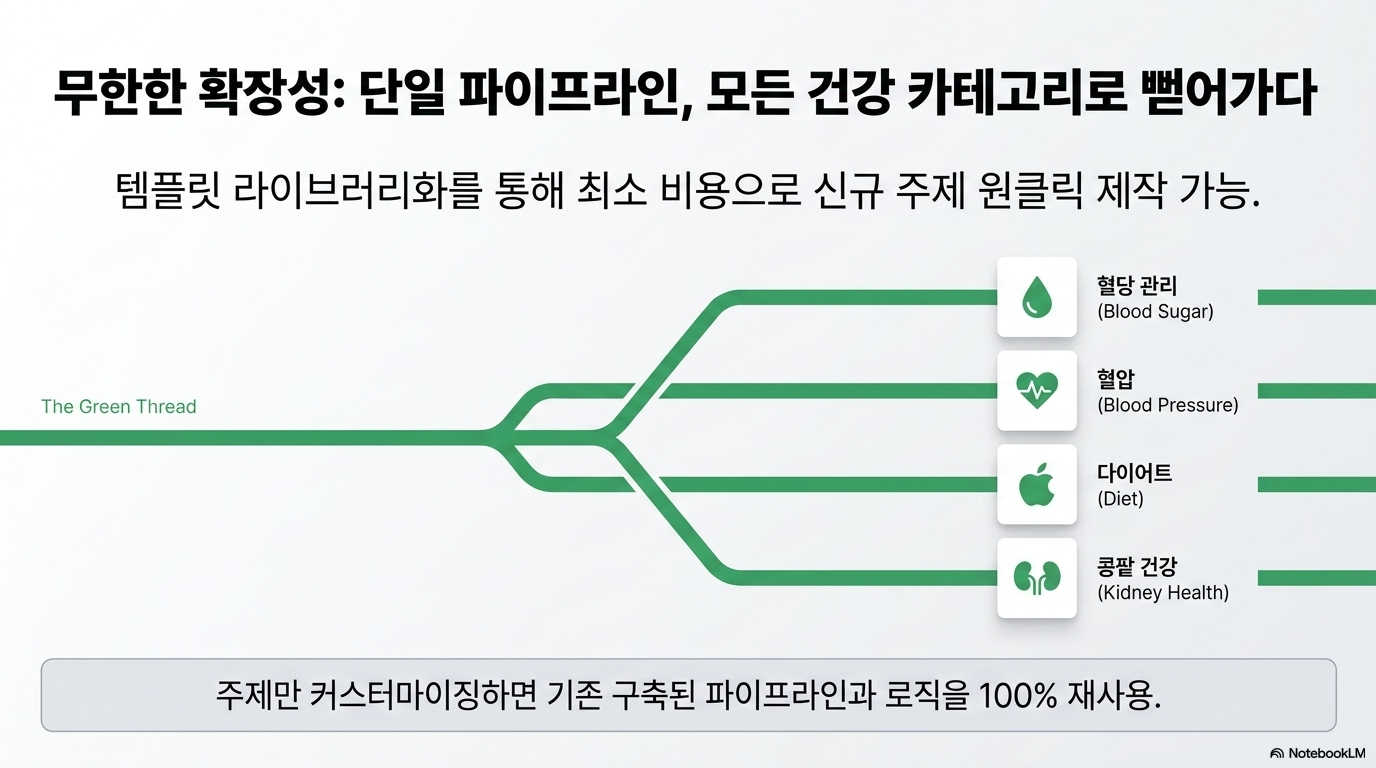 무한한 확장성: 단일 파이프라인, 모든 건강 카테고리로 뻗어가다
템플릿 라이브러리화를 통해 최소 비용으로 신규 주제 원클릭 제작 가능.
The Green Thread
혈당 관리
(Blood Sugar)
혈압
(Blood Pressure)
다이어트
(Diet)
콩팥 건강
(Kidney Health)
주제만 커스터마이징하면 기존 구축된 파이프라인과 로직을 100% 재사용.
NotebookLM